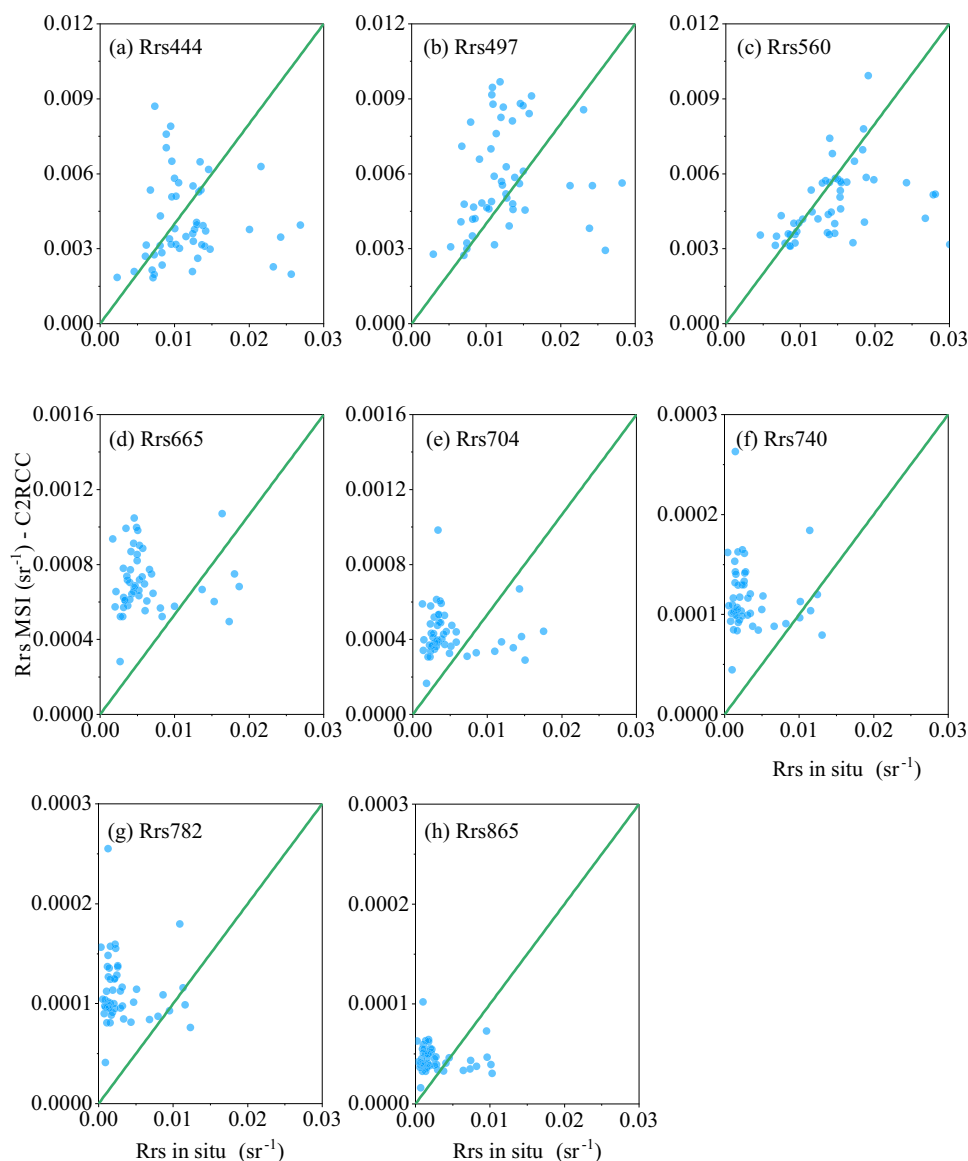 0.012
0.009
0.006
0.003
0.000
0.00 0.01 0.02 0.03
(a) Rrs444
0.012
0.009
0.006
0.003
0.000
0.00 0.01 0.02 0.03
(b) Rrs497
0.012
0.009
0.006
0.003
0.000
0.00 0.01 0.02 0.03
(c) Rrs560
Rrs MSI (sr⁻¹) - C2RCC
0.0016
0.0012
0.0008
0.0004
0.0000
0.00 0.01 0.02 0.03
(d) Rrs665
0.0016
0.0012
0.0008
0.0004
0.0000
0.00 0.01 0.02 0.03
(e) Rrs704
0.0003
0.0002
0.0001
0.0000
0.00 0.01 0.02 0.03
(f) Rrs740
Rrs in situ (sr⁻¹)
0.0003
0.0002
0.0001
0.0000
0.00 0.01 0.02 0.03
(g) Rrs782
Rrs in situ (sr⁻¹)
0.0003
0.0002
0.0001
0.0000
0.00 0.01 0.02 0.03
(h) Rrs865
Rrs in situ (sr⁻¹)